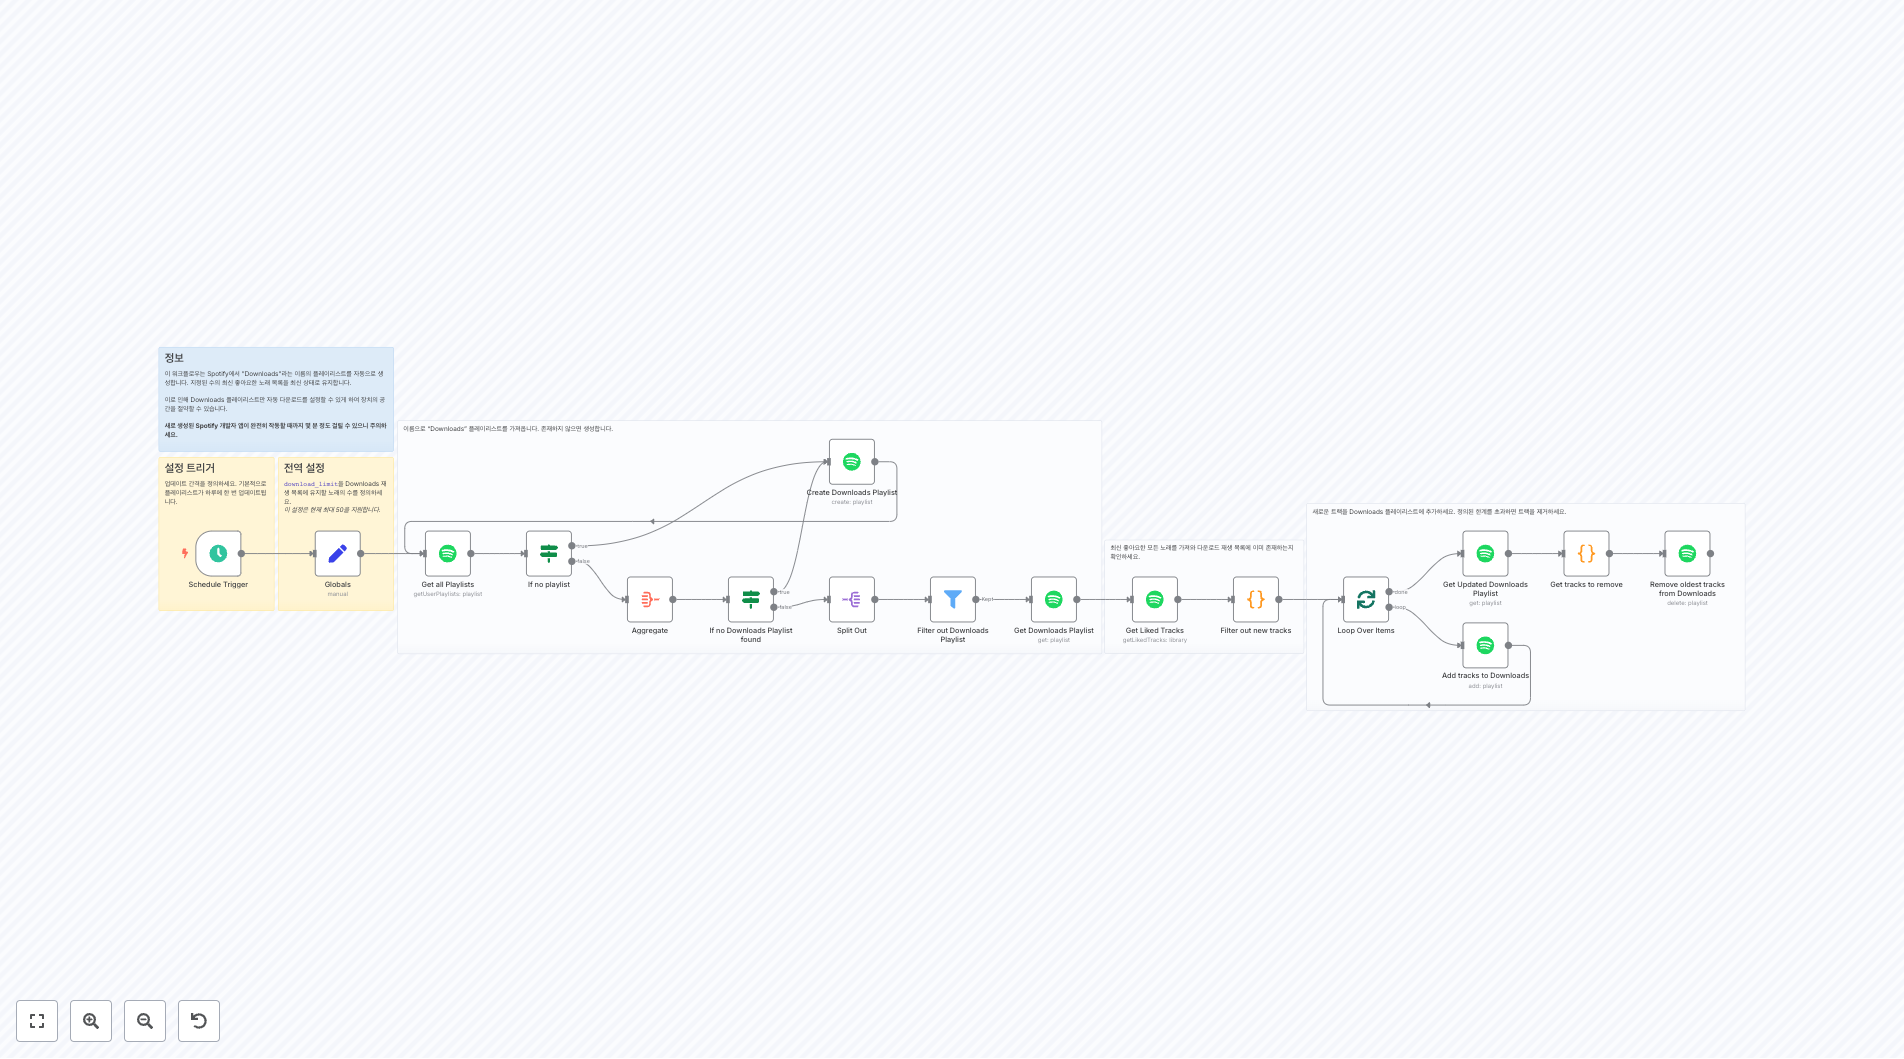 정보
이 워크플로우는 Spotify에서 "Downloads"라는 이름의 플레이리스트를 자동으로 생
성합니다. 지정된 수의 최신 좋아요한 노래 목록을 최신 상태로 유지합니다.
이로 인해 Downloads 플레이리스트만 자동 다운로드를 설정할 수 있게 하여 장치의 공
간을 절약할 수 있습니다.
새로 생성된 Spotify 개발자 앱이 완전히 작동할 때까지 몇 분 정도 걸릴 수 있으니 주의하
세요.
설정 트리거
업데이트 간격을 정의하세요. 기본적으로
플레이리스트가 하루에 한 번 업데이트됩
니다.
Schedule Trigger
전역 설정
download_limit을 Downloads 재
생 목록에 유지할 노래의 수를 정의하세
요.
이 설정은 현재 최대 50을 지원합니다.
Globals
manual
이름으로 "Downloads" 플레이리스트를 가져옵니다. 존재하지 않으면 생성합니다.
Create Downloads Playlist
create: playlist
Get all Playlists
getUserPlaylists: playlist
If no playlist
true
false
Aggregate
If no Downloads Playlist
found
true
false
Split Out
Filter out Downloads
Playlist
Kept
Get Downloads Playlist
get: playlist
최신 좋아요한 모든 노래를 가져와 다운로드 재생 목록에 이미 존재하는지
확인하세요.
Get Liked Tracks
getLikedTracks: library
Filter out new tracks
새로운 트랙을 Downloads 플레이리스트에 추가하세요. 정의된 한계를 초과하면 트랙을 제거하세요.
Loop Over Items
done
loop
Get Updated Downloads
Playlist
get: playlist
Get tracks to remove
Remove oldest tracks
from Downloads
delete: playlist
Add tracks to Downloads
add: playlist